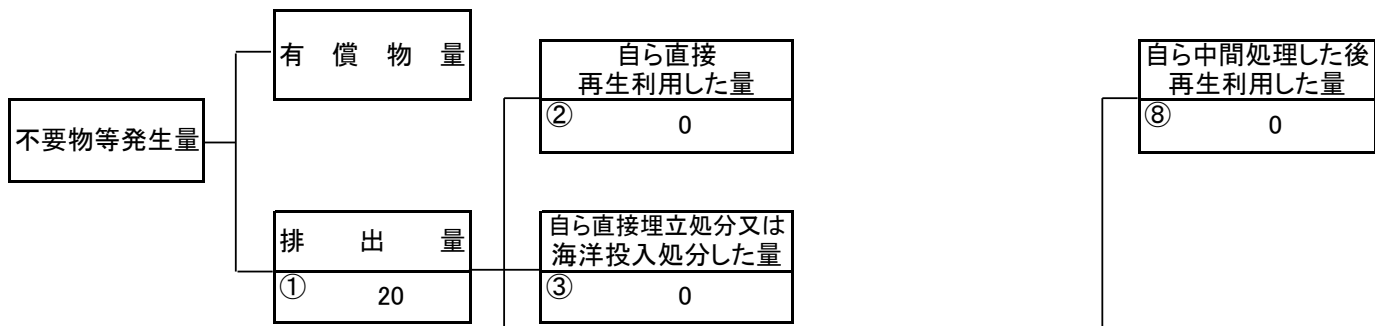 有償物量
自ら直接
再生利用した量
② 0
自ら中間処理した後
再生利用した量
⑧ 0
不要物等発生量
排出量
① 20
自ら直接埋立処分又は
海洋投入処分した量
③ 0